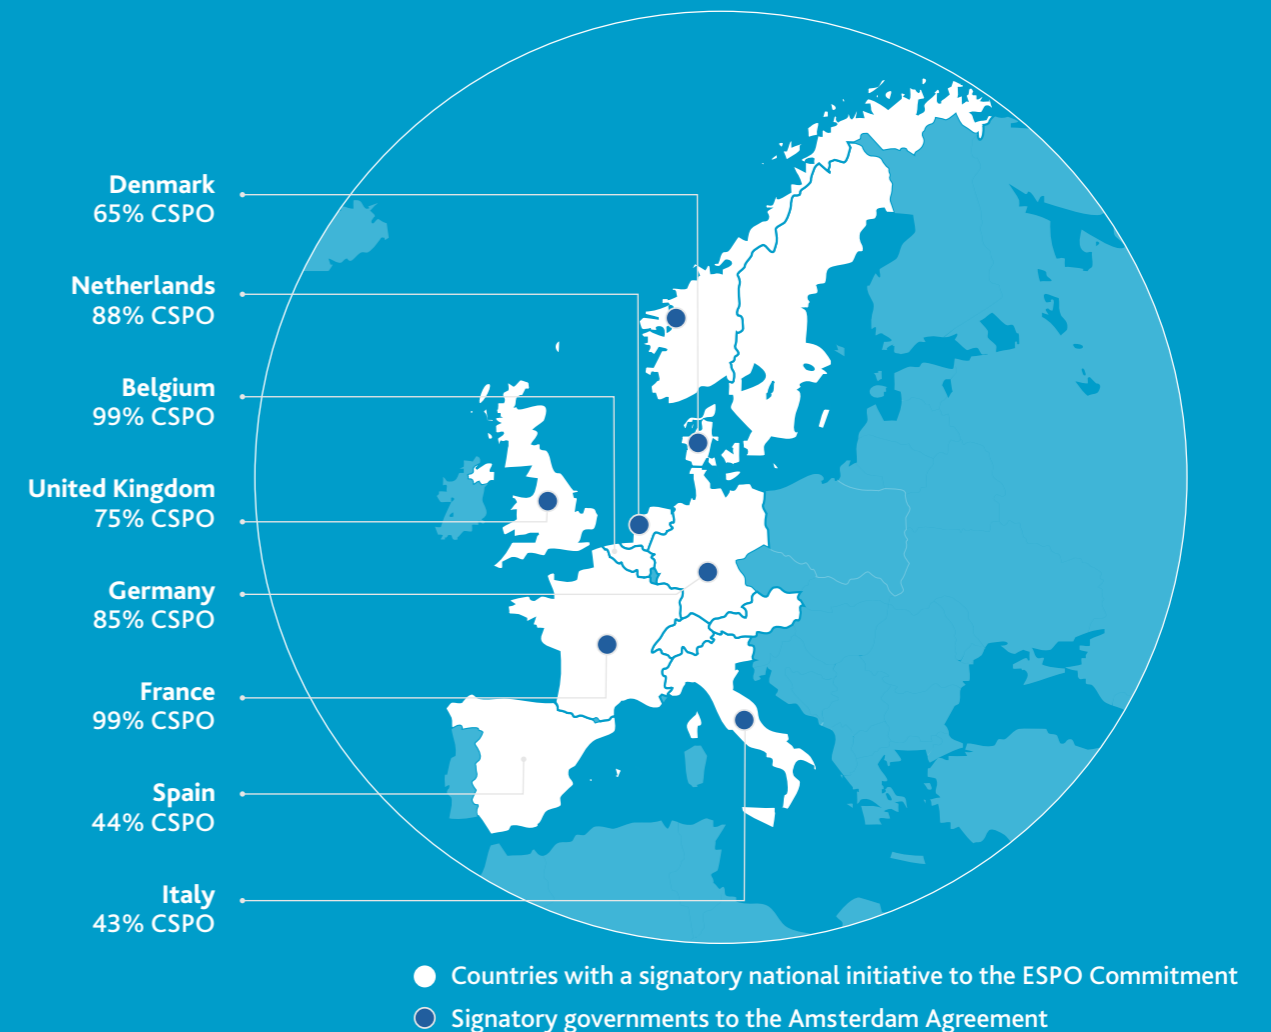 Denmark
65% CSPO
Netherlands
88% CSPO
Belgium
99% CSPO
United Kingdom
75% CSPO
Germany
85% CSPO
France
99% CSPO
Spain
44% CSPO
Italy
43% CSPO
Countries with a signatory national initiative to the ESPO Commitment
Signatory governments to the Amsterdam Agreement